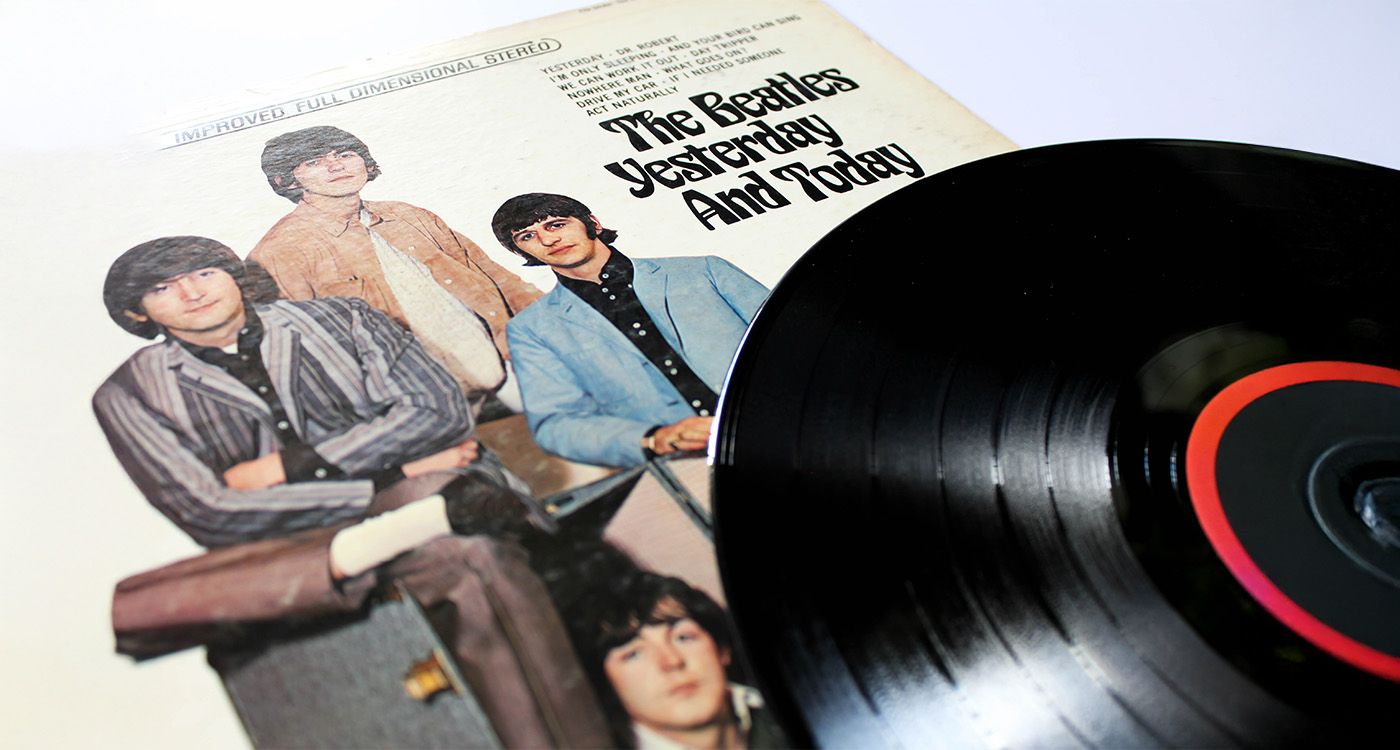 IMPROVED FULL DIMENSIONAL STEREO
YESTERDAY · DR. ROBERT
I'M ONLY SLEEPING · AND YOUR BIRD CAN SING
WE CAN WORK IT OUT · DAY TRIPPER
NOWHERE MAN · WHAT GOES ON?
DRIVE MY CAR · IF I NEEDED SOMEONE
ACT NATURALLY
The Beatles
Yesterday
And Today